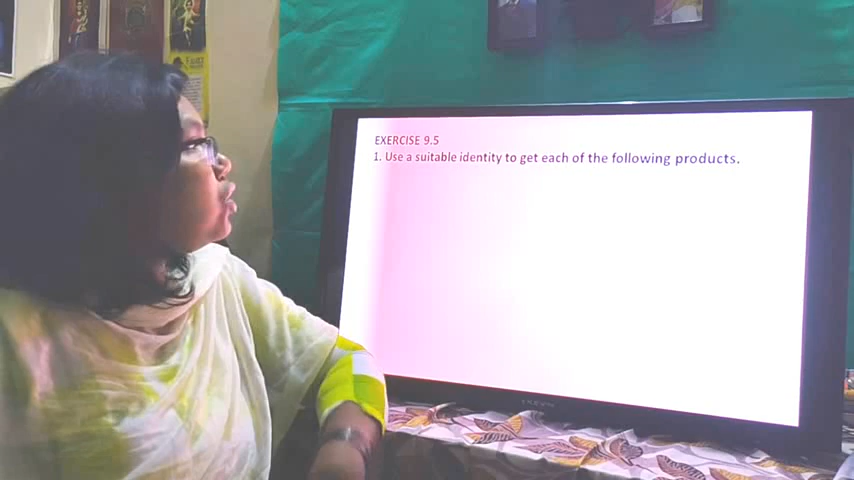 EXERCISE 9.5
1. Use a suitable identity to get each of the following products.